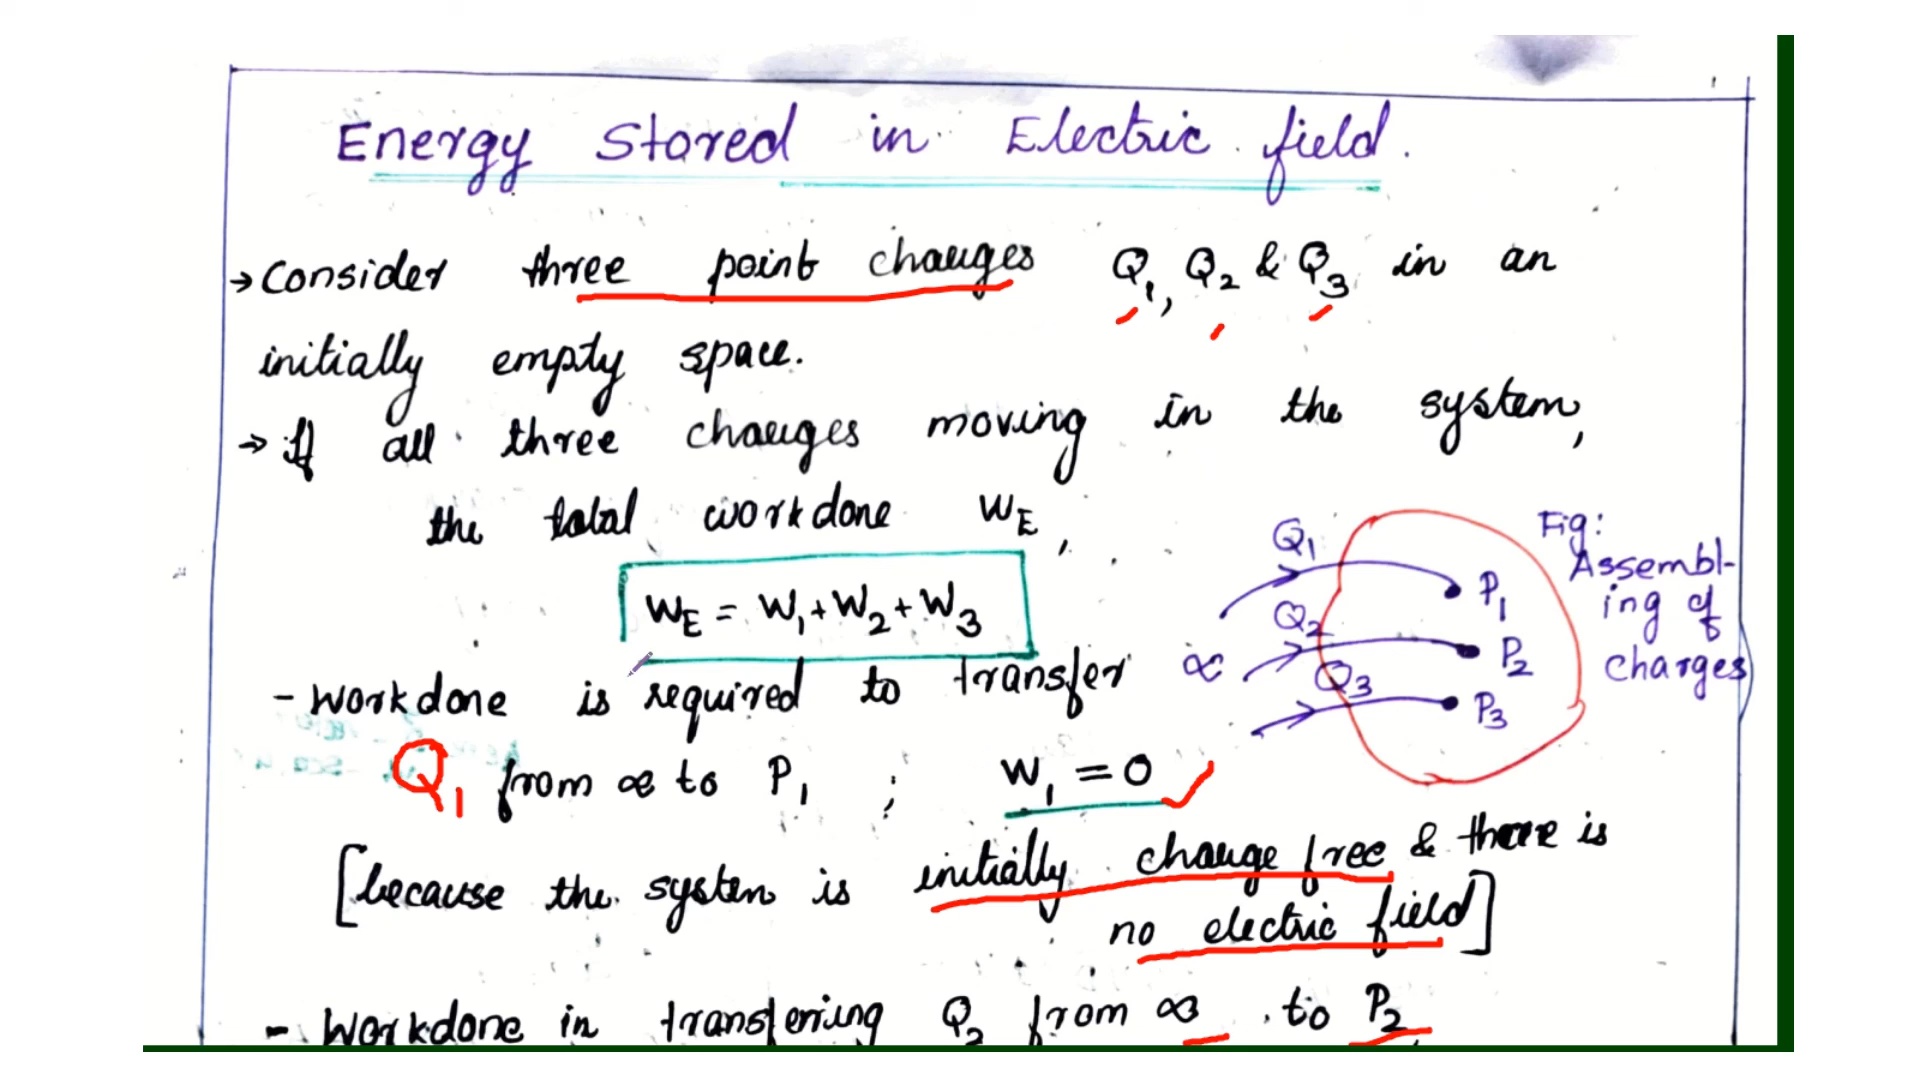 Energy Stored in Electric field.
→ Consider three point charges Q1, Q2 & Q3 in an
initially empty space.
→ If all three charges moving in the system,
the total workdone WE,
WE = W1 + W2 + W3
Q1
Q2
∞ Q3
P1
P2
P3
Fig:
Assembl-
ing of
charges
- Workdone is required to transfer
Q1 from ∞ to P1 ; W1 = 0
[because the system is initially charge free & there is
no electric field]
- Workdone in transferring Q2 from ∞ to P2